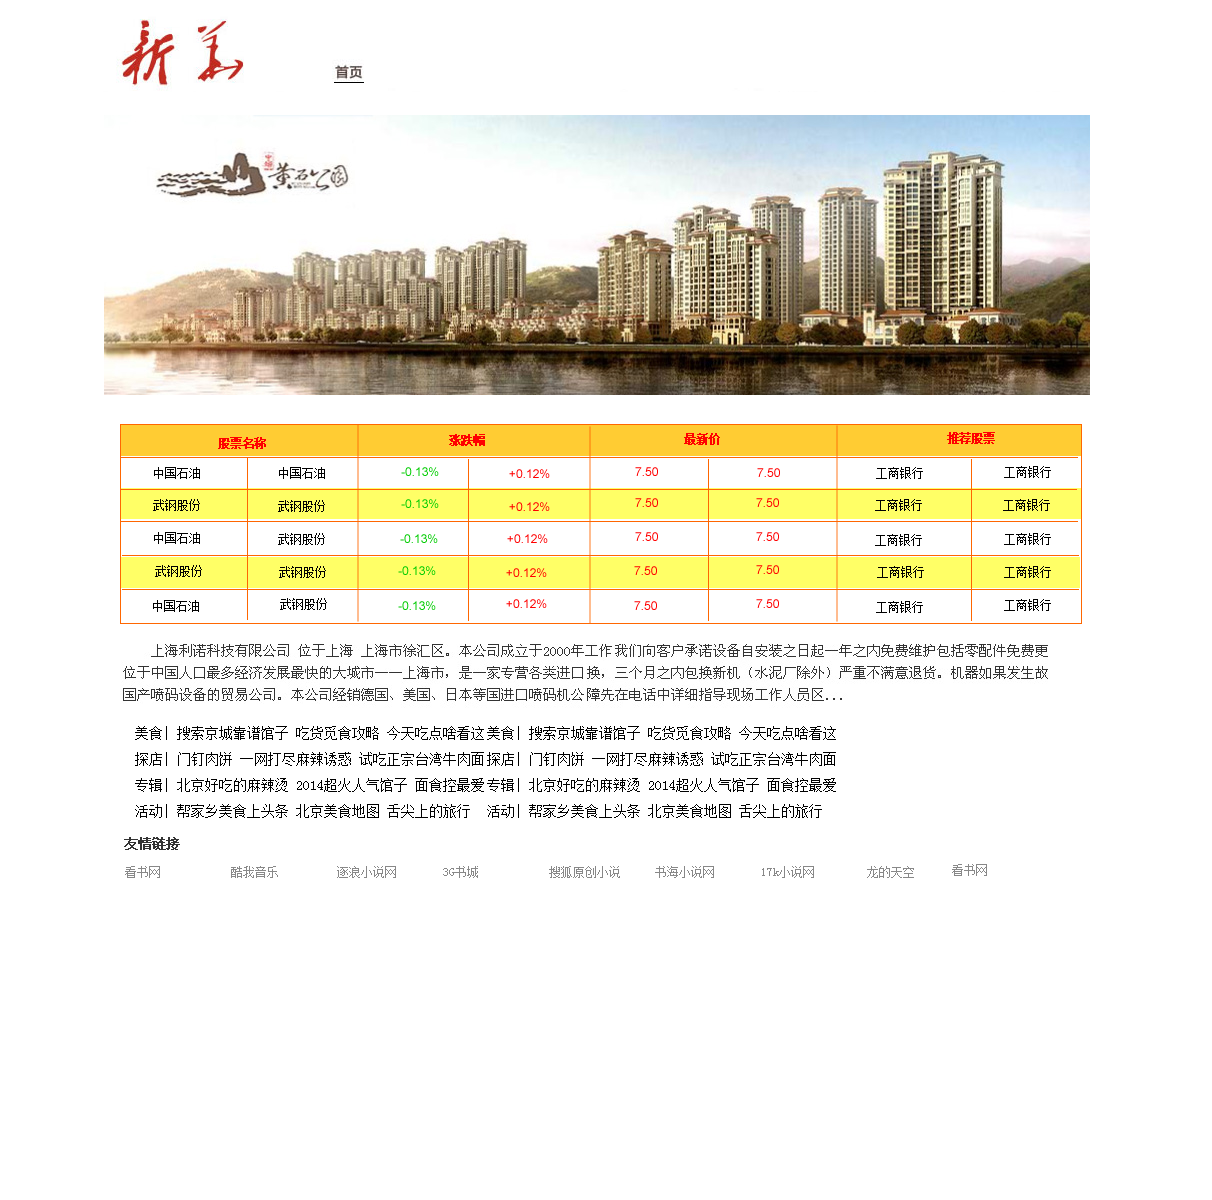 新华
首页
中骏
黄石公园
股票名称 涨跌幅 最新价 推荐股票
中国石油 中国石油 -0.13% +0.12% 7.50 7.50 工商银行 工商银行
武钢股份 武钢股份 -0.13% +0.12% 7.50 7.50 工商银行 工商银行
中国石油 武钢股份 -0.13% +0.12% 7.50 7.50 工商银行 工商银行
武钢股份 武钢股份 -0.13% +0.12% 7.50 7.50 工商银行 工商银行
中国石油 武钢股份 -0.13% +0.12% 7.50 7.50 工商银行 工商银行
上海利诺科技有限公司 位于上海 上海市徐汇区。本公司成立于2000年工作我们向客户承诺设备自安装之日起一年之内免费维护包括零配件免费更
位于中国人口最多经济发展最快的大城市一一上海市，是一家专营各类进口换，三个月之内包换新机（水泥厂除外）严重不满意退货。机器如果发生故
国产喷码设备的贸易公司。本公司经销德国、美国、日本等国进口喷码机公障先在电话中详细指导现场工作人员区...
美食| 搜索京城靠谱馆子 吃货觅食攻略 今天吃点啥看这美食| 搜索京城靠谱馆子 吃货觅食攻略 今天吃点啥看这
探店| 门钉肉饼 一网打尽麻辣诱惑 试吃正宗台湾牛肉面探店| 门钉肉饼 一网打尽麻辣诱惑 试吃正宗台湾牛肉面
专辑| 北京好吃的麻辣烫 2014超火人气馆子 面食控最爱专辑| 北京好吃的麻辣烫 2014超火人气馆子 面食控最爱
活动| 帮家乡美食上头条 北京美食地图 舌尖上的旅行 活动| 帮家乡美食上头条 北京美食地图 舌尖上的旅行
友情链接
看书网 酷我音乐 逐浪小说网 3G书城 搜狐原创小说 书海小说网 17k小说网 龙的天空 看书网